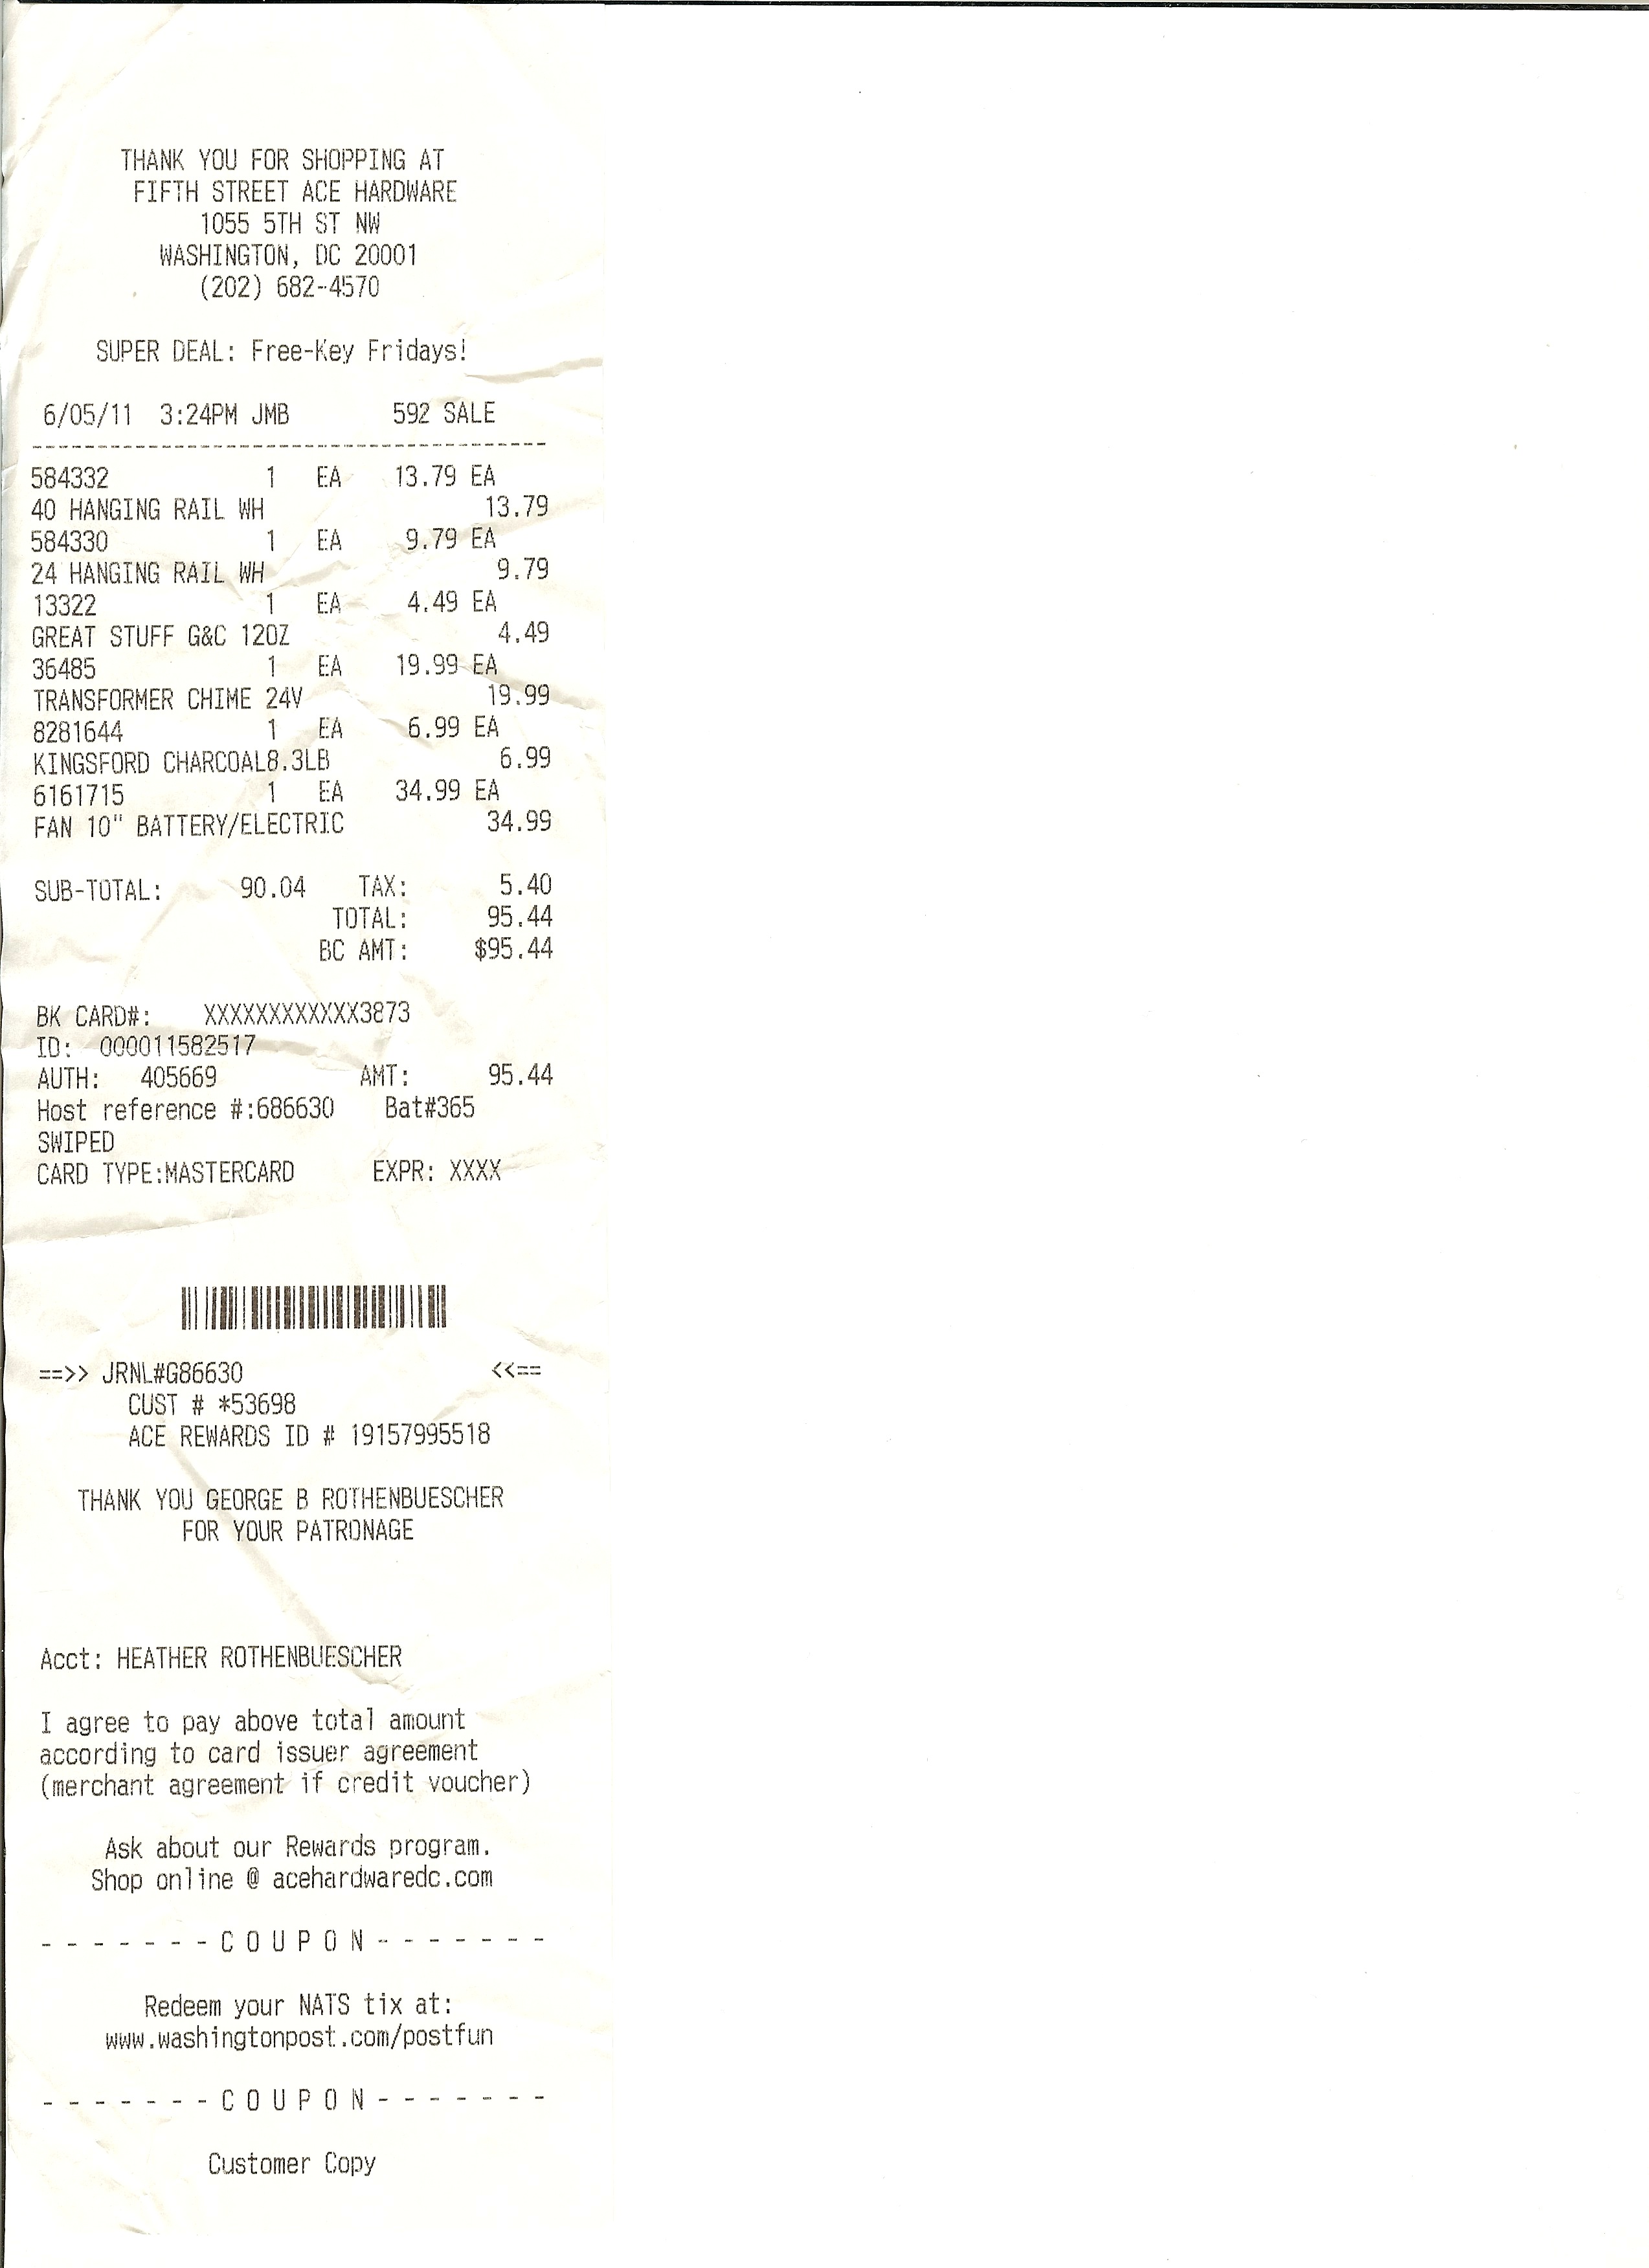 THANK YOU FOR SHOPPING AT
FIFTH STREET ACE HARDWARE
1055 5TH ST NW
WASHINGTON, DC 20001
(202) 682-4570
SUPER DEAL: Free-Key Fridays!
6/05/11 3:24PM JMB 592 SALE
----------------------------------------
584332 1 EA 13.79 EA
40 HANGING RAIL WH 13.79
584330 1 EA 9.79 EA
24 HANGING RAIL WH 9.79
13322 1 EA 4.49 EA
GREAT STUFF G&C 12OZ 4.49
36485 1 EA 19.99 EA
TRANSFORMER CHIME 24V 19.99
8281644 1 EA 6.99 EA
KINGSFORD CHARCOAL8.3LB 6.99
6161715 1 EA 34.99 EA
FAN 10" BATTERY/ELECTRIC 34.99
SUB-TOTAL: 90.04 TAX: 5.40
TOTAL: 95.44
BC AMT: $95.44
BK CARD#: XXXXXXXXXXXX3873
ID: 000011582517
AUTH: 405669 AMT: 95.44
Host reference #:686630 Bat#365
SWIPED
CARD TYPE:MASTERCARD EXPR: XXXX
==>> JRNL#G86630 <<==
CUST # *53698
ACE REWARDS ID # 19157995518
THANK YOU GEORGE B ROTHENBUESCHER
FOR YOUR PATRONAGE
Acct: HEATHER ROTHENBUESCHER
I agree to pay above total amount
according to card issuer agreement
(merchant agreement if credit voucher)
Ask about our Rewards program.
Shop online @ acehardwaredc.com
- - - - - - - C O U P O N - - - - - - -
Redeem your NATS tix at:
www.washingtonpost.com/postfun
- - - - - - - C O U P O N - - - - - - -
Customer Copy